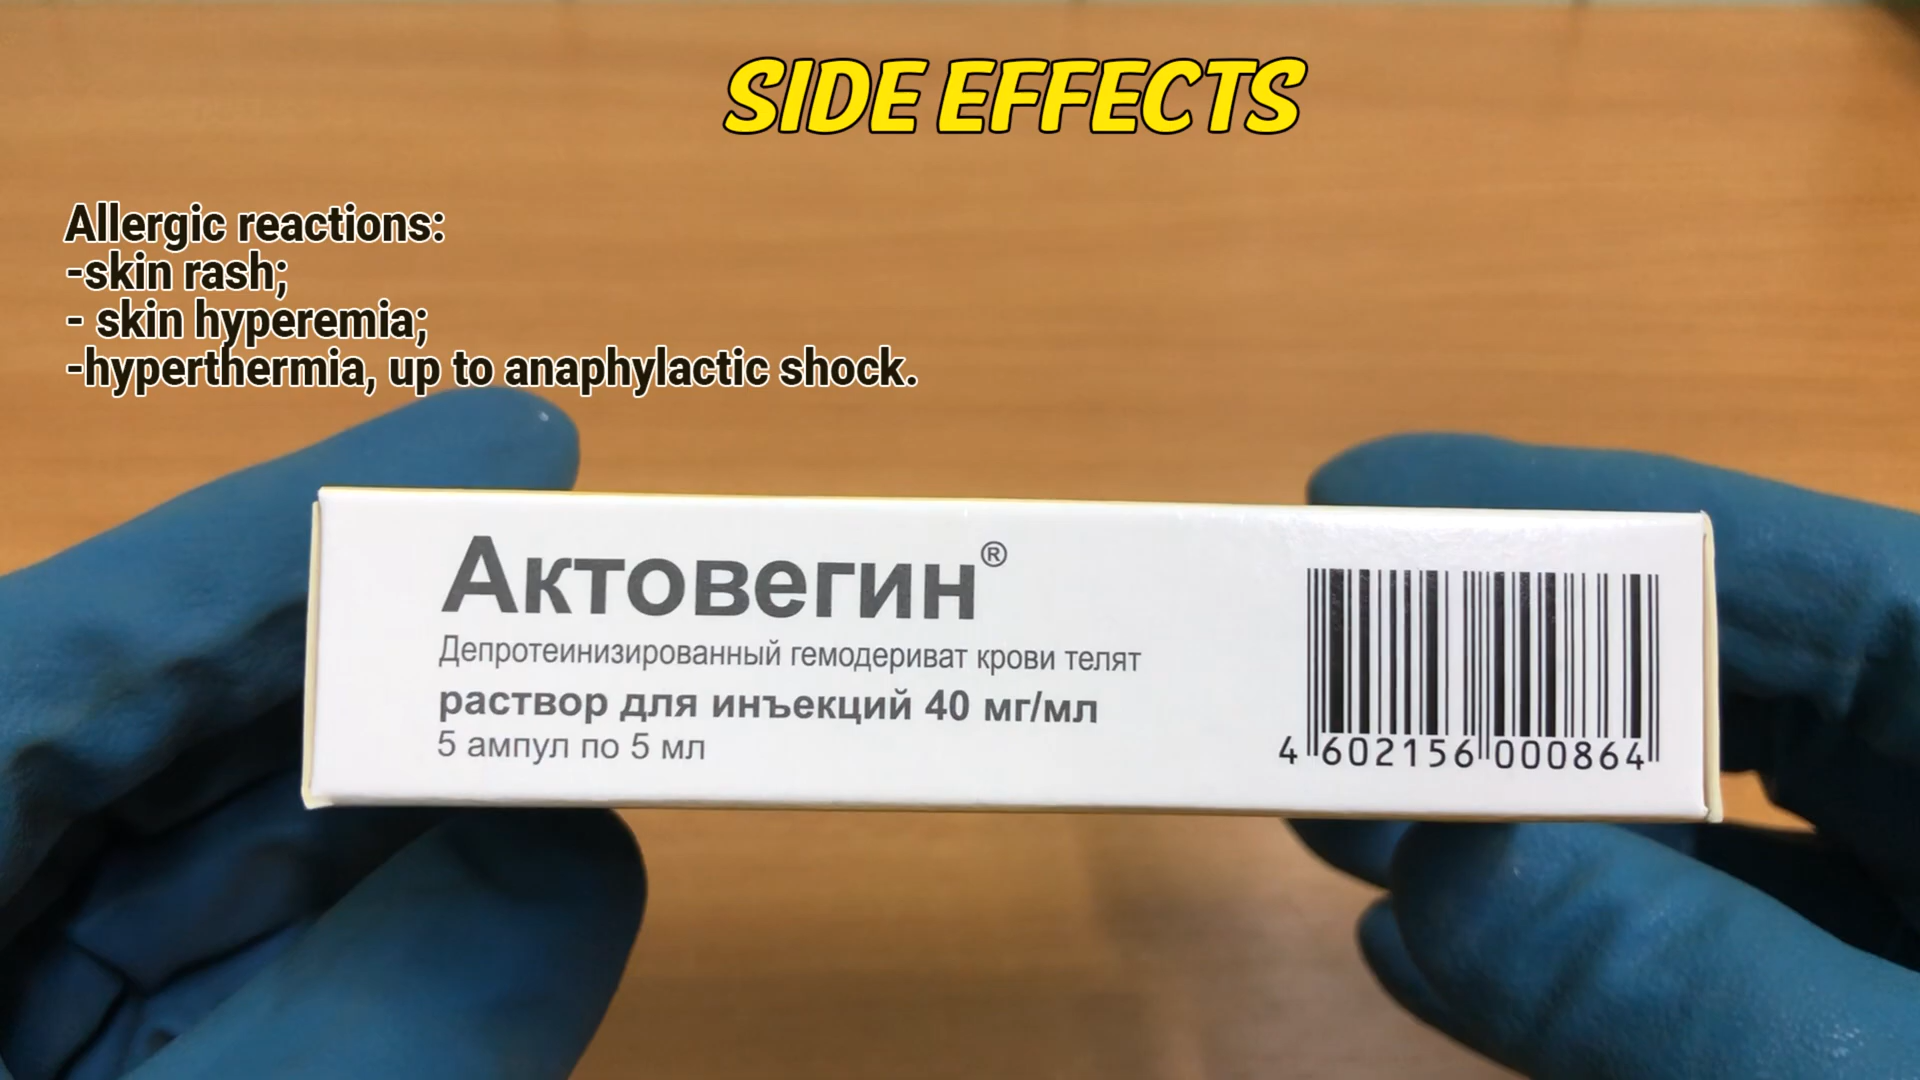 SIDE EFFECTS
Allergic reactions:
-skin rash;
- skin hyperemia;
-hyperthermia, up to anaphylactic shock.
Актовегин®
Депротеинизированный гемодериват крови телят
раствор для инъекций 40 мг/мл
5 ампул по 5 мл
4 602156 000864